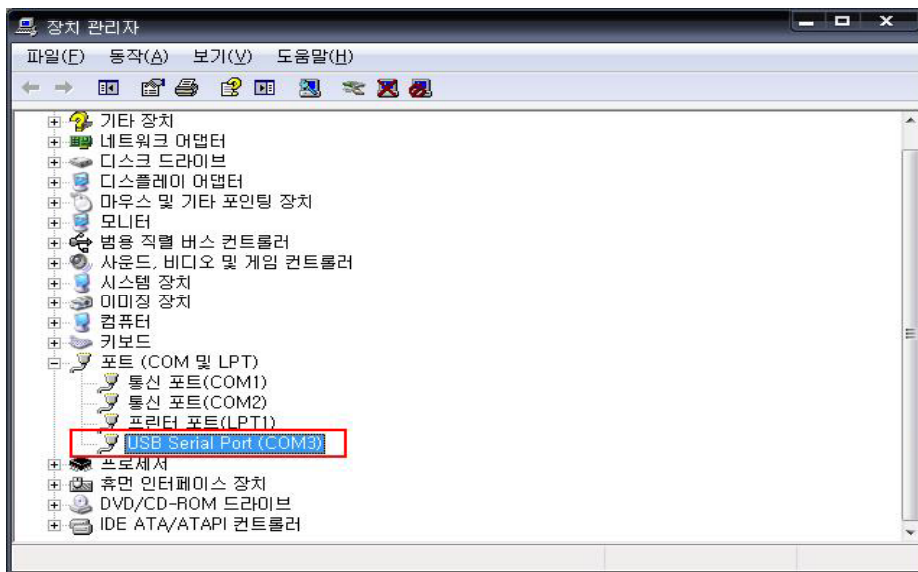 장치 관리자
파일(F) 동작(A) 보기(V) 도움말(H)
기타 장치
네트워크 어댑터
디스크 드라이브
디스플레이 어댑터
마우스 및 기타 포인팅 장치
모니터
범용 직렬 버스 컨트롤러
사운드, 비디오 및 게임 컨트롤러
시스템 장치
이미징 장치
컴퓨터
키보드
포트 (COM 및 LPT)
통신 포트(COM1)
통신 포트(COM2)
프린터 포트(LPT1)
USB Serial Port (COM3)
프로세서
휴먼 인터페이스 장치
DVD/CD-ROM 드라이브
IDE ATA/ATAPI 컨트롤러